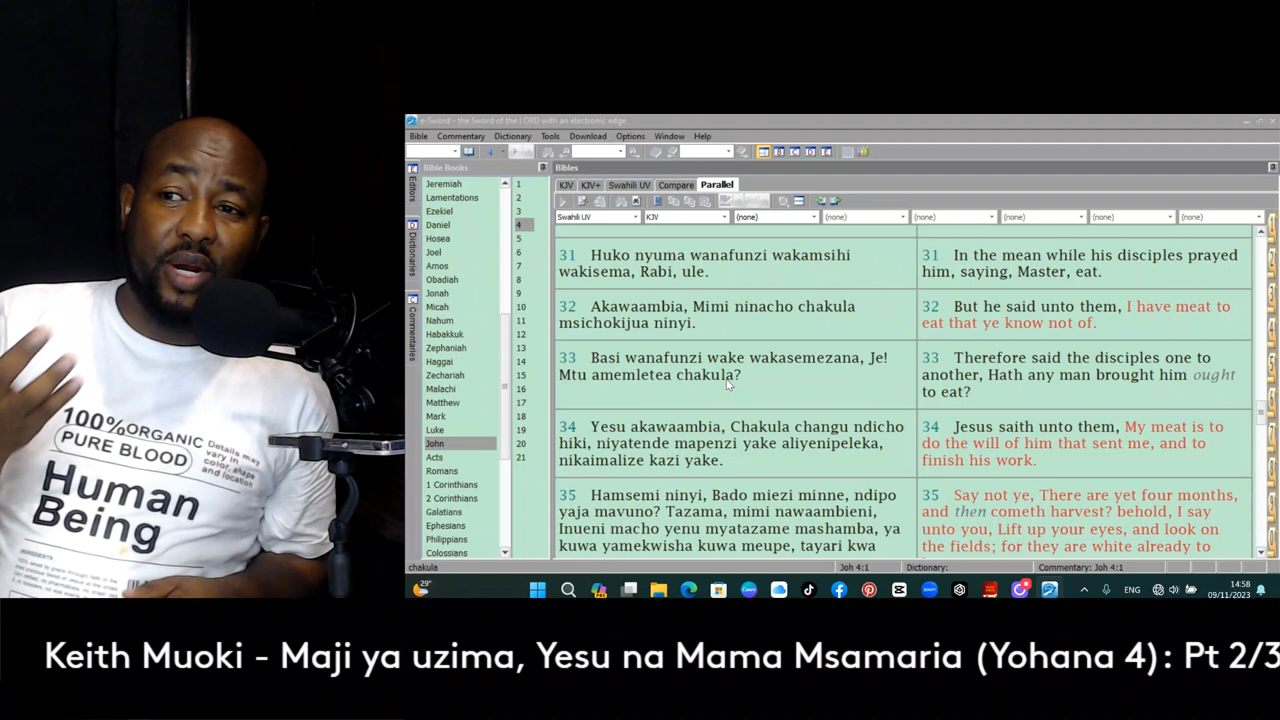 100% ORGANIC
PURE BLOOD
Details may
vary in
color, shape
and location
Human
Being
e-Sword - the Sword of the LORD with an electronic edge
Bible Commentary Dictionary Tools Download Options Window Help
Bible Books
Bibles
Editors
Dictionaries
Commentaries
Jeremiah
Lamentations
Ezekiel
Daniel
Hosea
Joel
Amos
Obadiah
Jonah
Micah
Nahum
Habakkuk
Zephaniah
Haggai
Zechariah
Malachi
Matthew
Mark
Luke
John
Acts
Romans
1 Corinthians
2 Corinthians
Galatians
Ephesians
Philippians
Colossians
1
2
3
4
5
6
7
8
9
10
11
12
13
14
15
16
17
18
19
20
21
KJV KJV+ Swahili UV Compare Parallel
Swahili UV KJV (none) (none) (none) (none) (none) (none)
31 Huko nyuma wanafunzi wakamsihi
wakisema, Rabi, ule.
32 Akawaambia, Mimi ninacho chakula
msichokijua ninyi.
33 Basi wanafunzi wake wakasemezana, Je!
Mtu amemletea chakula?
34 Yesu akawaambia, Chakula changu ndicho
hiki, niyatende mapenzi yake aliyenipeleka,
nikaimalize kazi yake.
35 Hamsemi ninyi, Bado miezi minne, ndipo
yaja mavuno? Tazama, mimi nawaambieni,
Inueni macho yenu myatazame mashamba, ya
kuwa yamekwisha kuwa meupe, tayari kwa
31 In the mean while his disciples prayed
him, saying, Master, eat.
32 But he said unto them, I have meat to
eat that ye know not of.
33 Therefore said the disciples one to
another, Hath any man brought him ought
to eat?
34 Jesus saith unto them, My meat is to
do the will of him that sent me, and to
finish his work.
35 Say not ye, There are yet four months,
and then cometh harvest? behold, I say
unto you, Lift up your eyes, and look on
the fields; for they are white already to
chakula
Joh 4:1
Dictionary:
Commentary: Joh 4:1
29°
ENG
14:58
09/11/2023
Keith Muoki - Maji ya uzima, Yesu na Mama Msamaria (Yohana 4): Pt 2/3